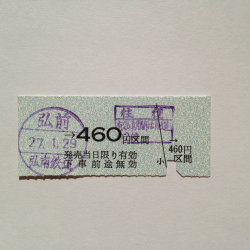 弘前
27.1.29
弘南鉄道
→460円区間
発売当日限り有効
下車前途無効
小
→
460円
区間